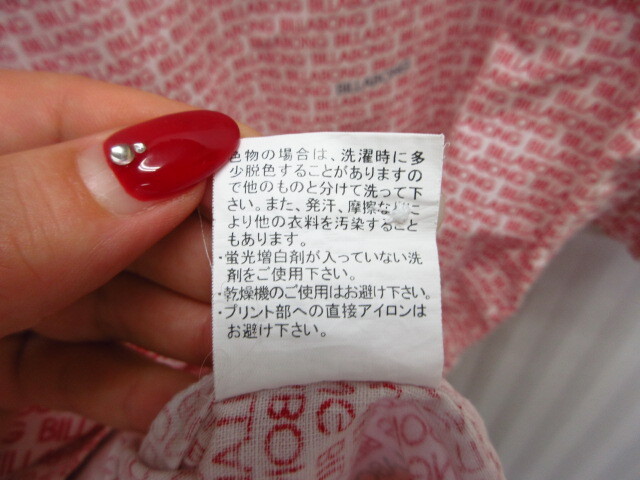 BILLABONG
色物の場合は、洗濯時に多
少脱色することがありますの
で他のものと分けて洗って下
さい。また、発汗、摩擦などに
より他の衣料を汚染すること
もあります。
・蛍光増白剤が入っていない洗
剤をご使用下さい。
・乾燥機のご使用はお避け下さい。
・プリント部への直接アイロンは
お避け下さい。